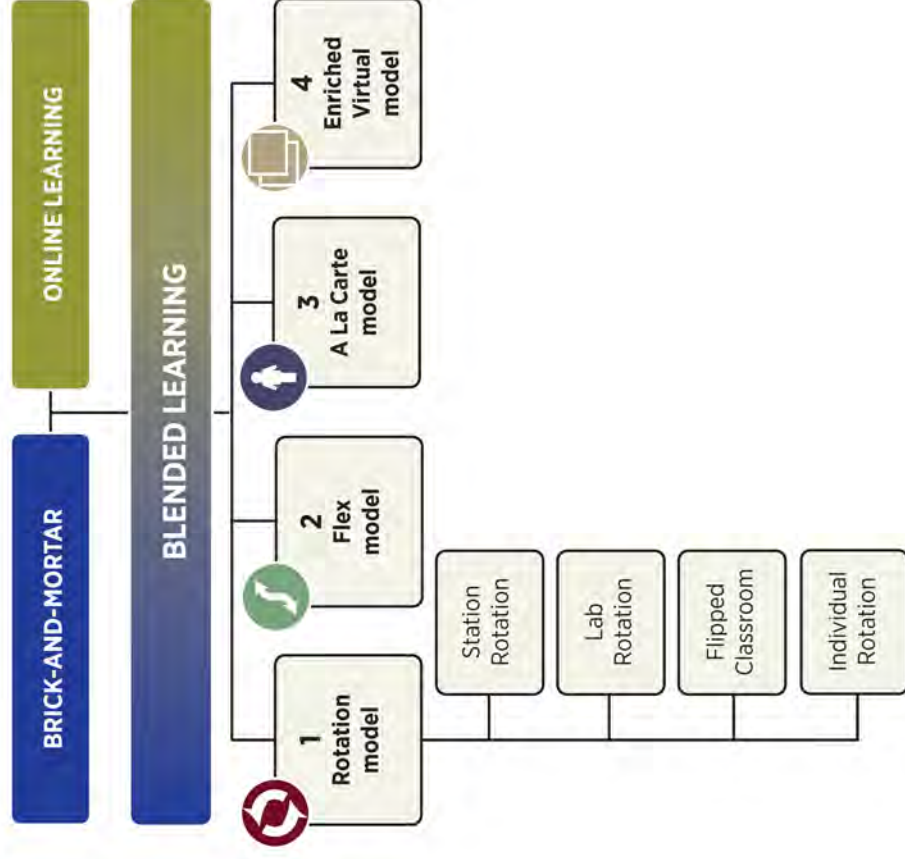 BRICK-AND-MORTAR
ONLINE LEARNING
BLENDED LEARNING
1
Rotation
model
2
Flex
model
3
A La Carte
model
4
Enriched
Virtual
model
Station
Rotation
Lab
Rotation
Flipped
Classroom
Individual
Rotation